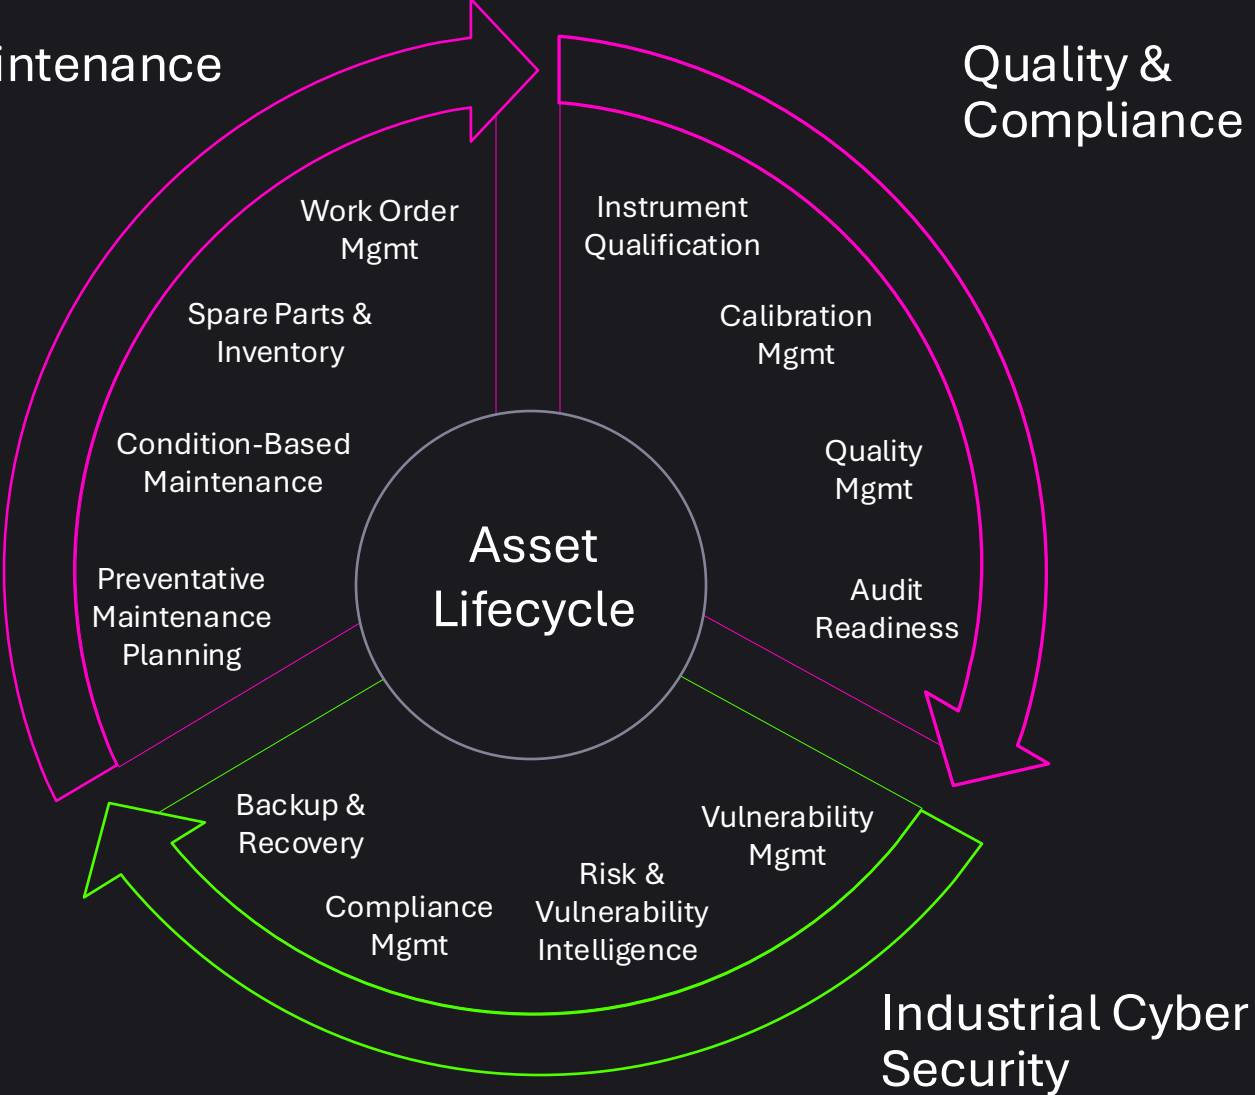 intenance
Quality &
Compliance
Work Order
Mgmt
Spare Parts &
Inventory
Condition-Based
Maintenance
Preventative
Maintenance
Planning
Instrument
Qualification
Calibration
Mgmt
Quality
Mgmt
Audit
Readiness
Asset
Lifecycle
Backup &
Recovery
Compliance
Mgmt
Risk &
Vulnerability
Intelligence
Vulnerability
Mgmt
Industrial Cyber
Security